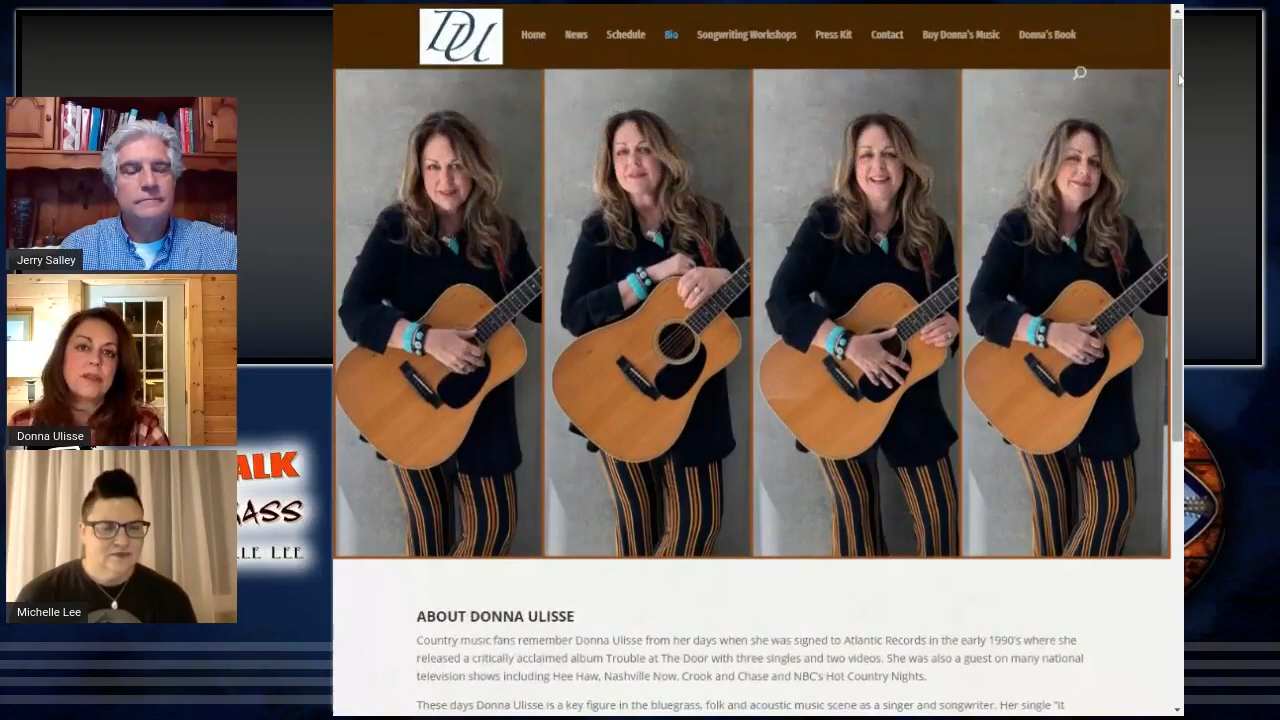 DU
Home News Schedule Bio Songwriting Workshops Press Kit Contact Buy Donna's Music Donna's Book
Jerry Salley
Donna Ulisse
ALK
ASS
LE LEE
Michelle Lee
ABOUT DONNA ULISSE
Country music fans remember Donna Ulisse from her days when she was signed to Atlantic Records in the early 1990's where she
released a critically acclaimed album Trouble at The Door with three singles and two videos. She was also a guest on many national
television shows including Hee Haw, Nashville Now, Crook and Chase and NBC's Hot Country Nights.
These days Donna Ulisse is a key figure in the bluegrass, folk and acoustic music scene as a singer and songwriter. Her single "It